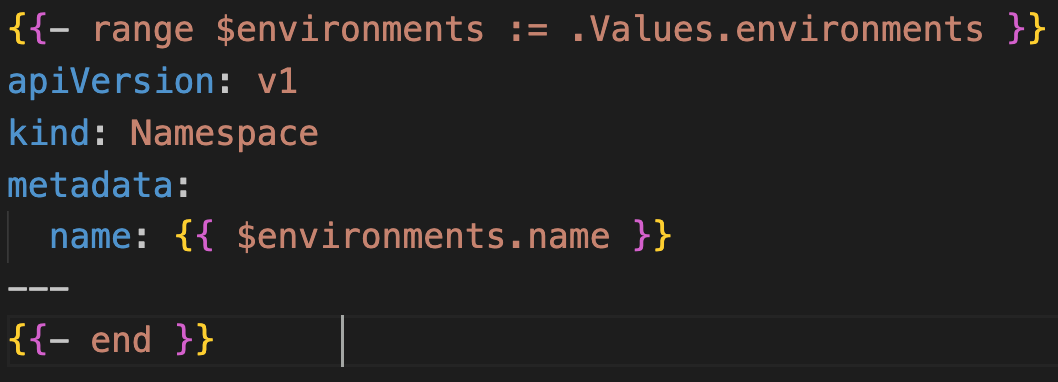 {{- range $environments := .Values.environments }}
apiVersion: v1
kind: Namespace
metadata:
  name: {{ $environments.name }}
---
{{- end }}